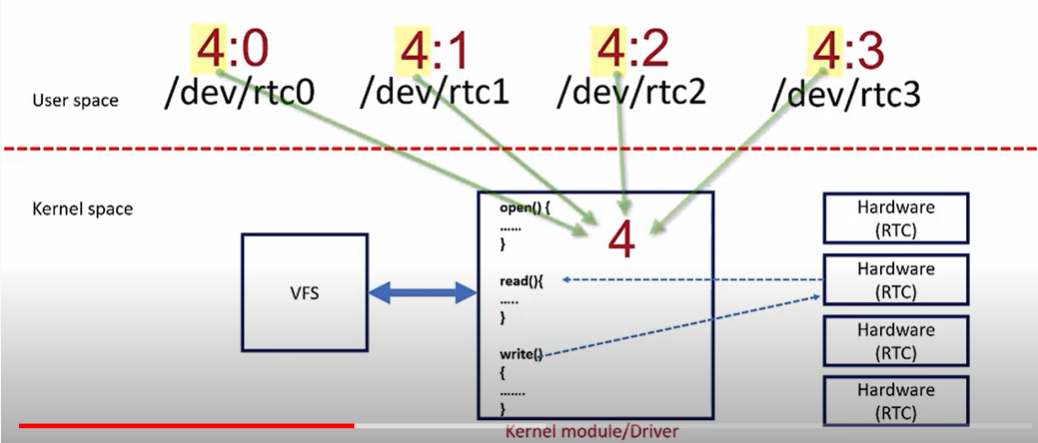 4:0 4:1 4:2 4:3
/dev/rtc0 /dev/rtc1 /dev/rtc2 /dev/rtc3
User space
Kernel space
VFS
open() {
......
}
4
read(){
.....
}
write()
{
.......
}
Kernel module/Driver
Hardware
(RTC)
Hardware
(RTC)
Hardware
(RTC)
Hardware
(RTC)